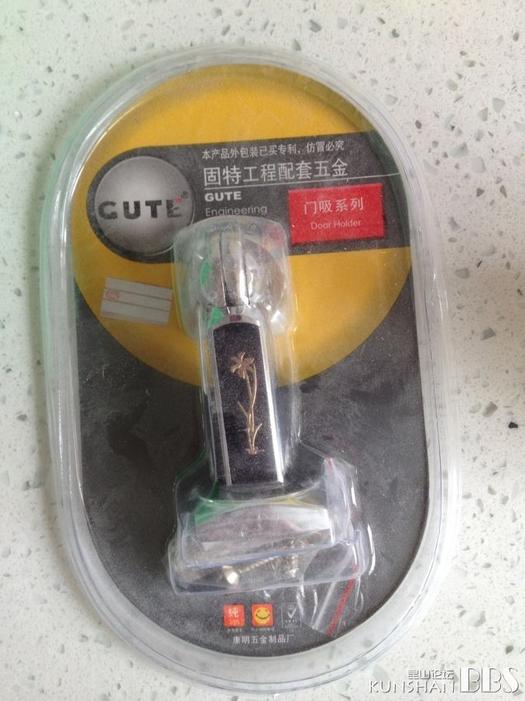 本产品外包装已买专利，仿冒必究
固特工程配套五金
GUTE
GUTE
Engineering
门吸系列
Door Holder
纯
康明五金制品厂
昆山论坛
KUNSHAN BBS